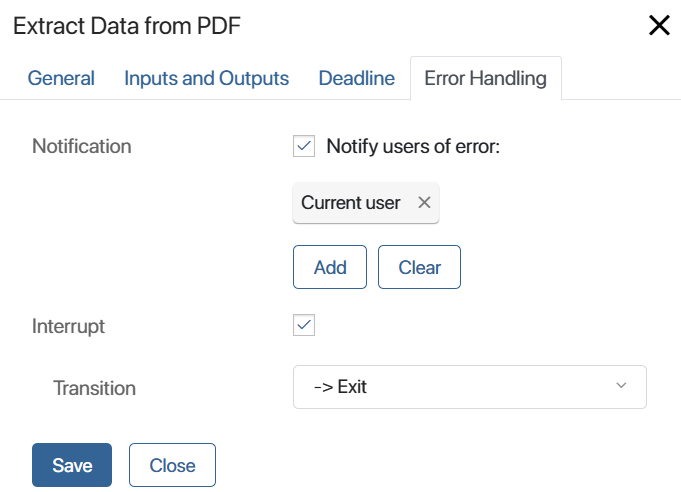 Extract Data from PDF
General Inputs and Outputs Deadline Error Handling
Notification Notify users of error:
Current user
Add Clear
Interrupt
Transition -> Exit
Save Close